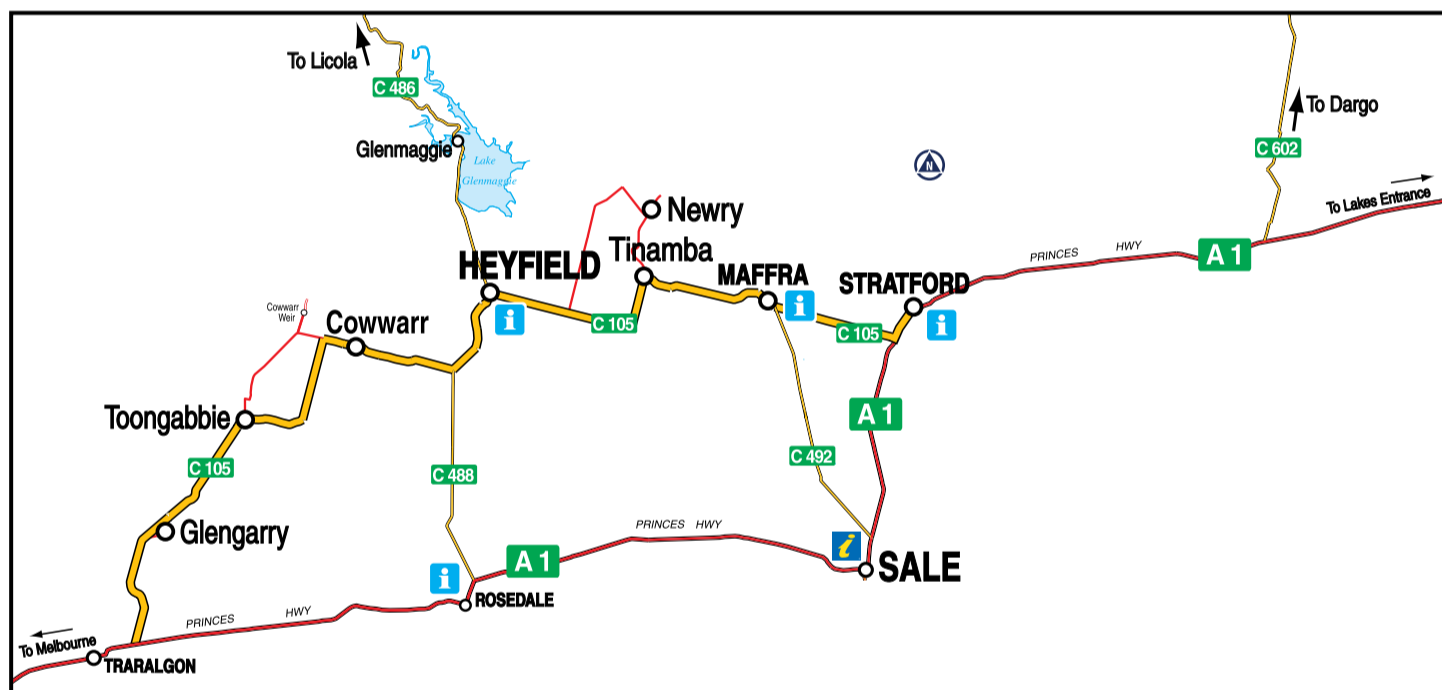 To Licola
C 486
Glenmaggie
Lake
Glenmaggie
N
To Dargo
C 602
To Lakes Entrance
PRINCES HWY
A 1
Newry
Tinamba
HEYFIELD
i
C 105
MAFFRA
i
C 105
STRATFORD
i
Cowwarr
Weir
Cowwarr
Toongabbie
C 105
Glengarry
C 488
C 492
A 1
PRINCES HWY
A 1
i
SALE
i
ROSEDALE
PRINCES HWY
To Melbourne
TRARALGON